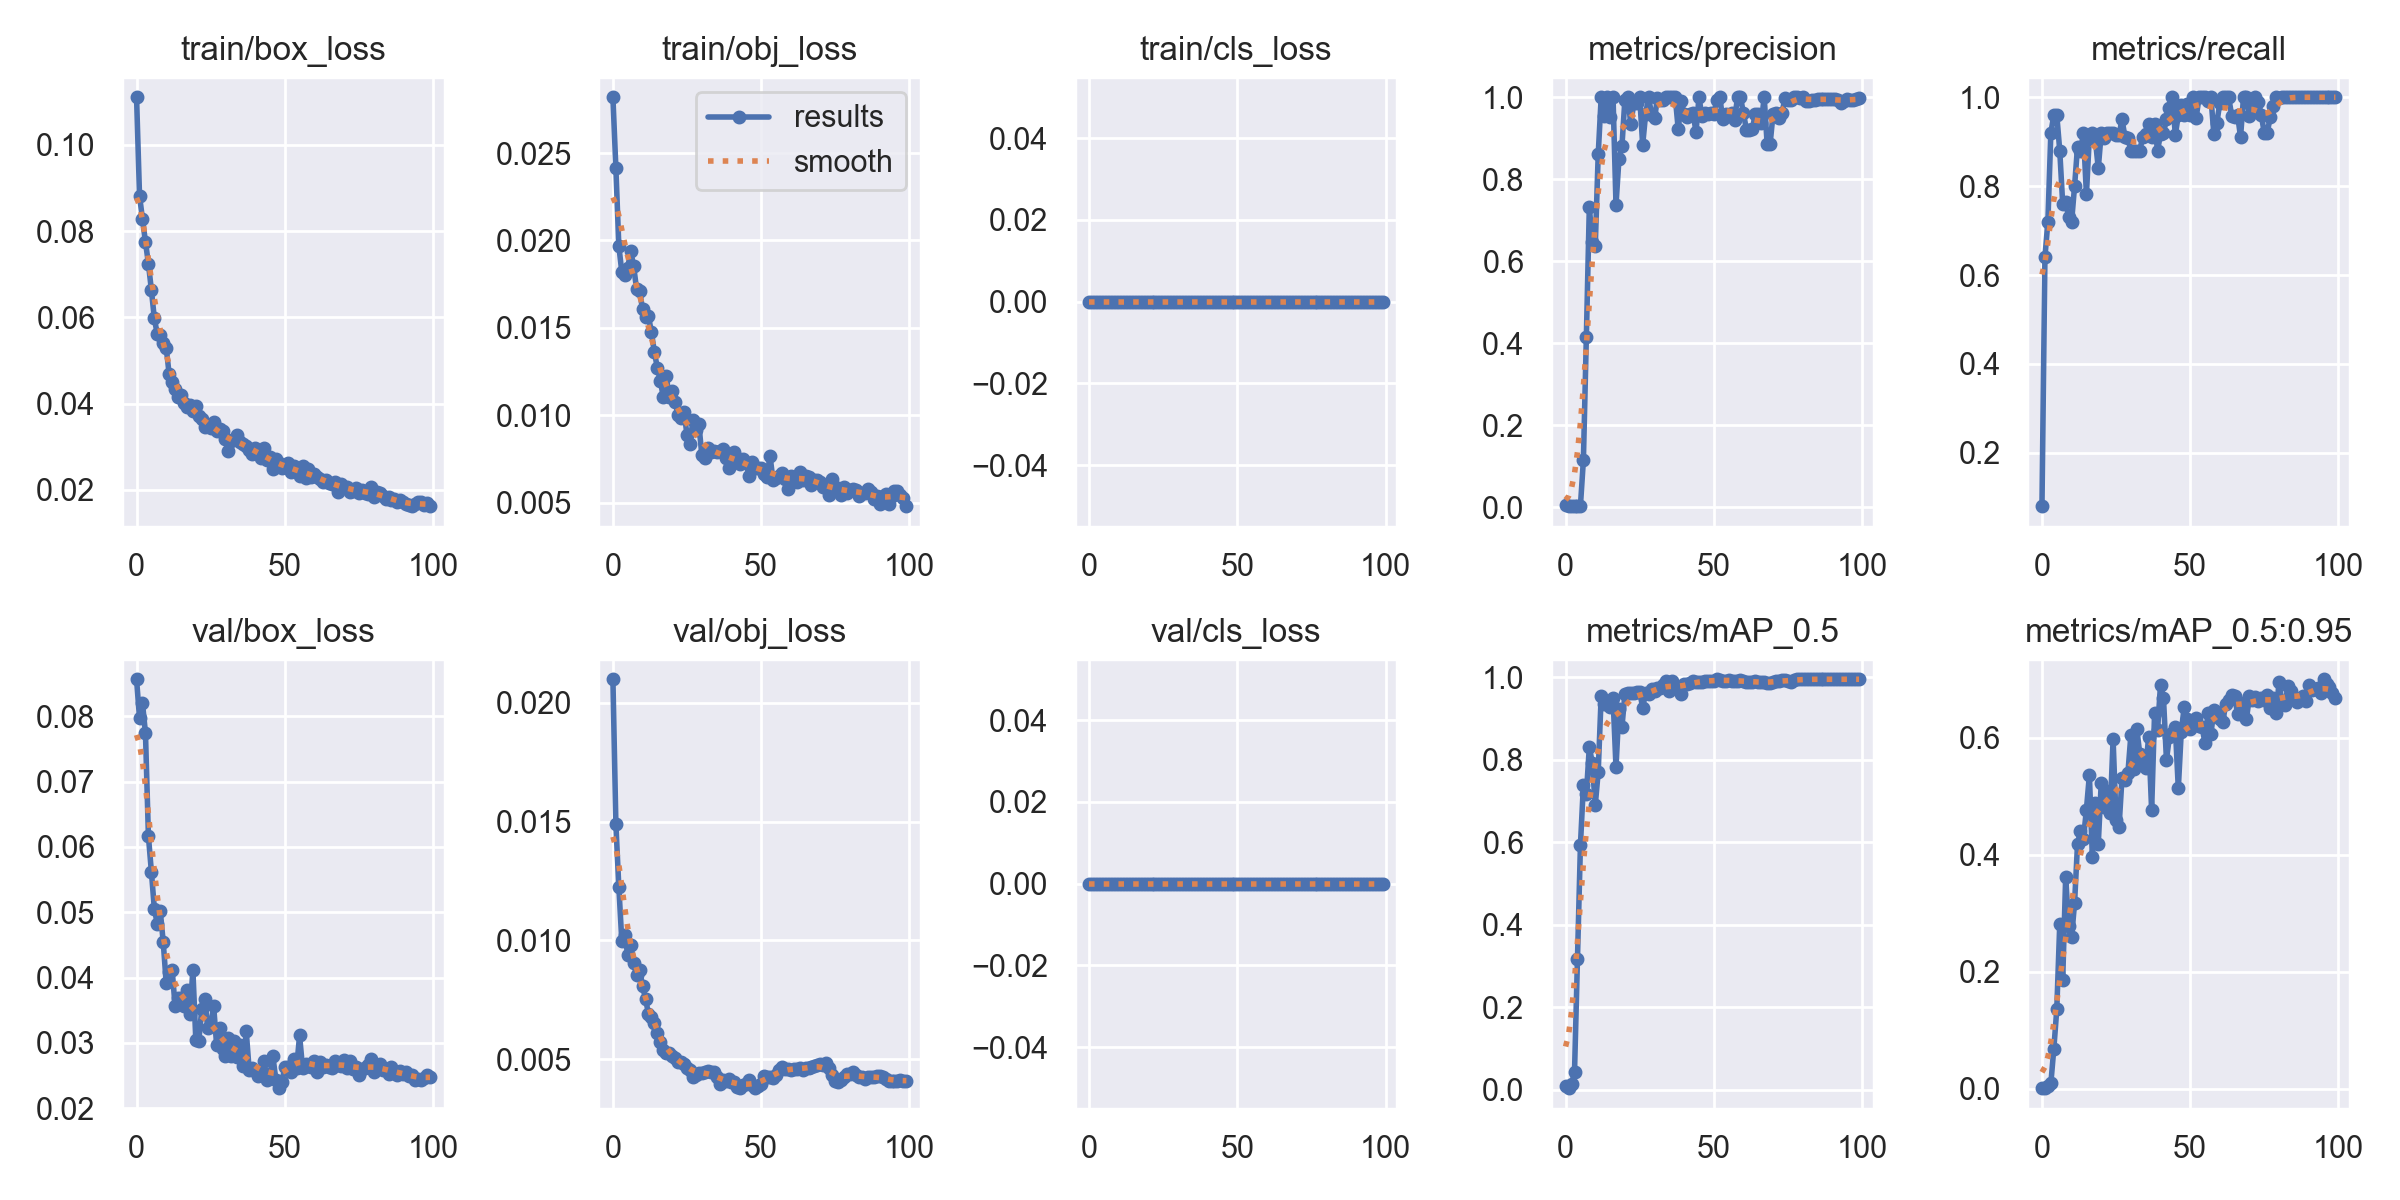 train/box_loss
train/obj_loss
train/cls_loss
metrics/precision
metrics/recall
0.10
0.08
0.06
0.04
0.02
0 50 100
results
smooth
0.025
0.020
0.015
0.010
0.005
0 50 100
0.04
0.02
0.00
−0.02
−0.04
0 50 100
1.0
0.8
0.6
0.4
0.2
0.0
0 50 100
1.0
0.8
0.6
0.4
0.2
0 50 100
val/box_loss
val/obj_loss
val/cls_loss
metrics/mAP_0.5
metrics/mAP_0.5:0.95
0.08
0.07
0.06
0.05
0.04
0.03
0.02
0 50 100
0.020
0.015
0.010
0.005
0 50 100
0.04
0.02
0.00
−0.02
−0.04
0 50 100
1.0
0.8
0.6
0.4
0.2
0.0
0 50 100
0.6
0.4
0.2
0.0
0 50 100